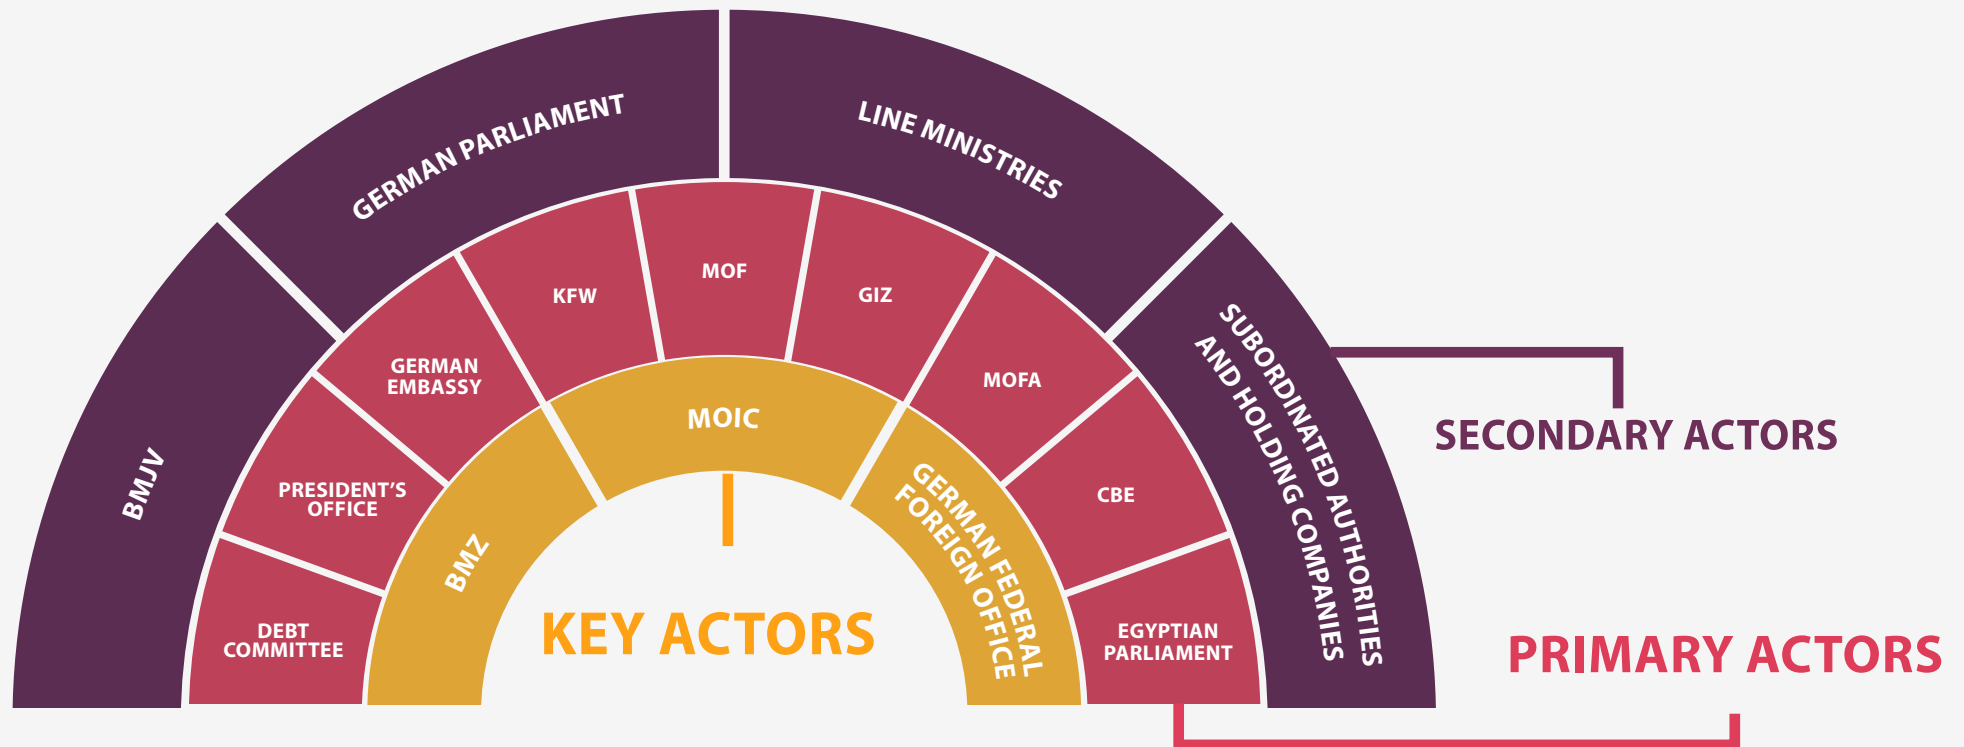 GERMAN PARLIAMENT
LINE MINISTRIES
BMJV
SUBORDINATED AUTHORITIES
AND HOLDING COMPANIES
DEBT
COMMITTEE
PRESIDENT'S
OFFICE
GERMAN
EMBASSY
KFW
MOF
GIZ
MOFA
CBE
EGYPTIAN
PARLIAMENT
BMZ
MOIC
GERMAN FEDERAL
FOREIGN OFFICE
KEY ACTORS
SECONDARY ACTORS
PRIMARY ACTORS